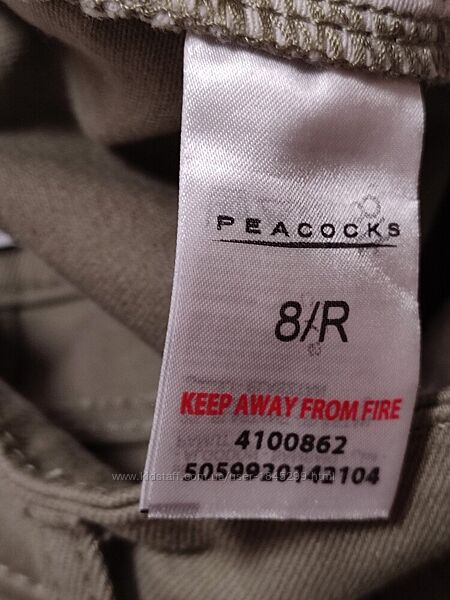 PEACOCKS
8/R
KEEP AWAY FROM FIRE
4100862
5059920142104